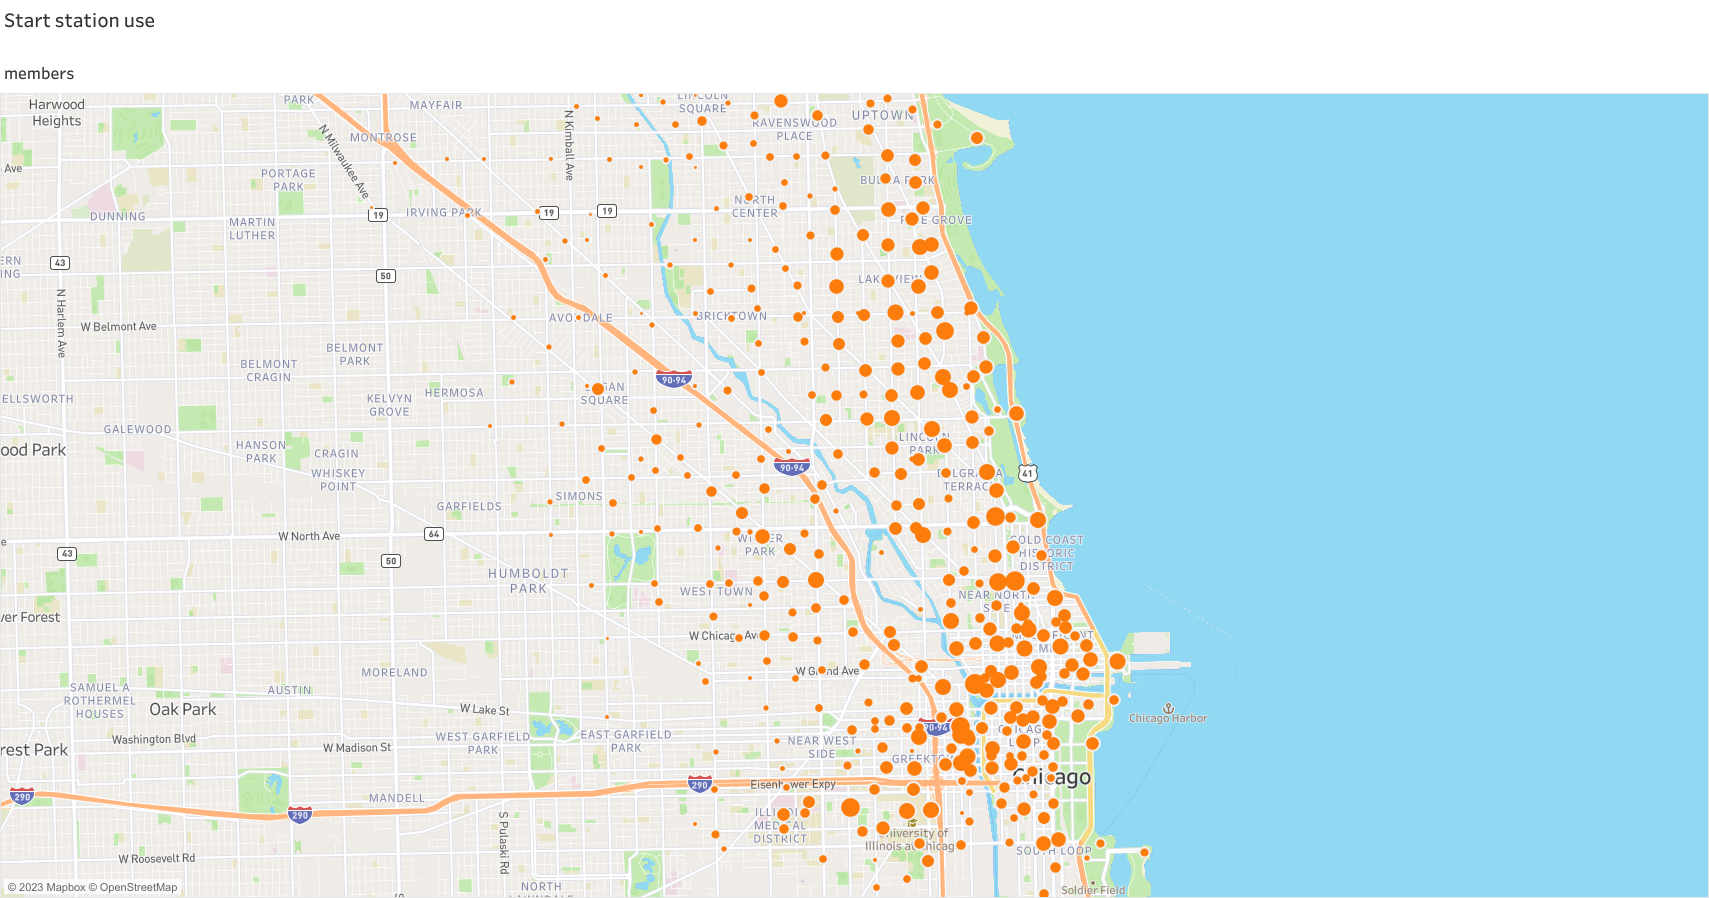 Start station use
members
Harwood
Heights
PARK
MAYFAIR
LINCOLN
SQUARE
RAVENSWOOD
PLACE
UPTOWN
MONTROSE
N Milwaukee Ave
N Kimball Ave
Ave
PORTAGE
PARK
BUENA PARK
DUNNING
MARTIN
LUTHER
19
IRVING PARK
19
19
NORTH
CENTER
GROVE
ERN
ING
43
50
LAKEVIEW
N Harlem Ave
W Belmont Ave
AVONDALE
BRICKTOWN
BELMONT
CRAGIN
BELMONT
PARK
90-94
ELLSWORTH
KELVYN
GROVE
HERMOSA
LOGAN
SQUARE
GALEWOOD
ood Park
HANSON
PARK
CRAGIN
WHISKEY
POINT
LINCOLN
PARK
90-94
41
TERRACE
SIMONS
GARFIELDS
e
43
W North Ave
64
50
WICKER
PARK
GOLD COAST
HISTORIC
DISTRICT
HUMBOLDT
PARK
WEST TOWN
NEAR NORTH
SIDE
ver Forest
W Chicago Ave
W Grand Ave
MORELAND
SAMUEL A
ROTHERMEL
HOUSES
AUSTIN
Oak Park
W Lake St
Chicago Harbor
Washington Blvd
W Madison St
WEST GARFIELD
PARK
EAST GARFIELD
PARK
NEAR WEST
SIDE
90-94
CHICAGO
LOOP
rest Park
GREEKTOWN
Chicago
290
290
Eisenhower Expy
MANDELL
290
ILLINOIS
MEDICAL
DISTRICT
University of
Illinois at Chicago
S Pulaski Rd
W Roosevelt Rd
SOUTH LOOP
Soldier Field
NORTH
LAWNDALE
© 2023 Mapbox © OpenStreetMap